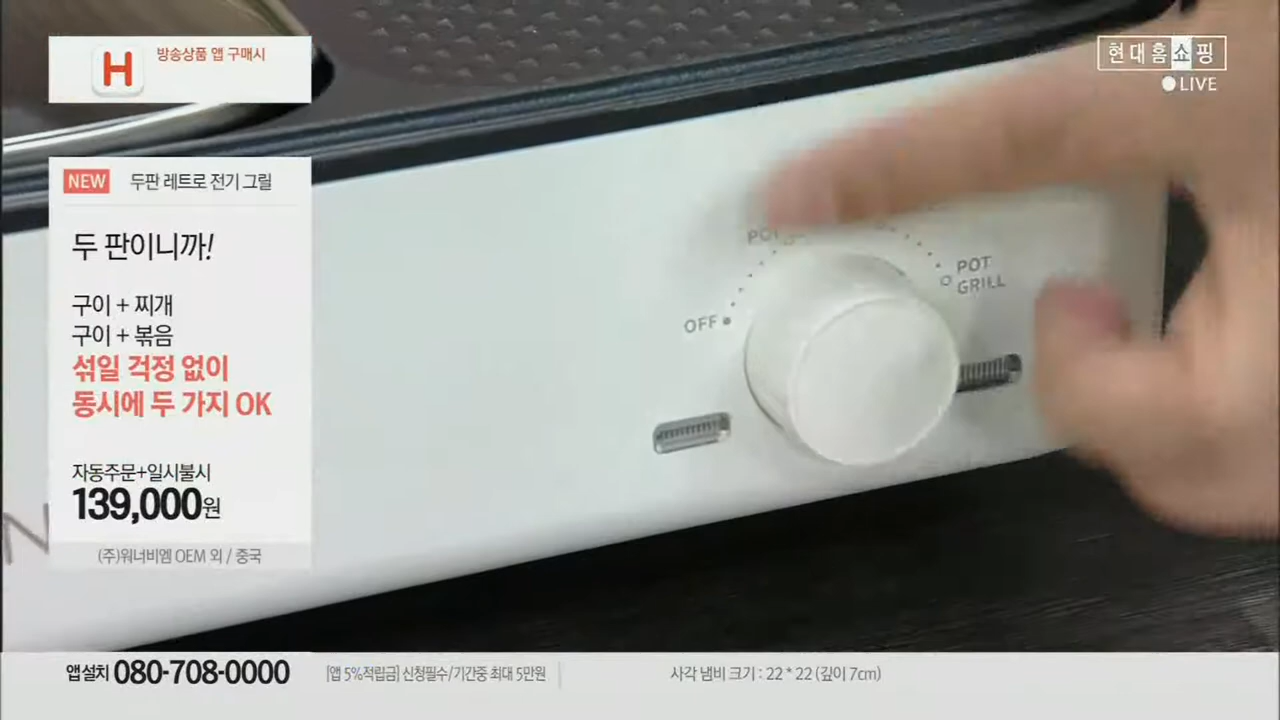 H 방송상품 앱 구매시
현대홈쇼핑
LIVE
NEW 두판 레트로 전기 그릴
두 판이니까!
구이 + 찌개
구이 + 볶음
섞일 걱정 없이
동시에 두 가지 OK
자동주문+일시불시
139,000원
(주)워너비엠 OEM 외 / 중국
OFF
POT
GRILL
앱설치 080-708-0000 [앱 5%적립금] 신청필수/기간중 최대 5만원 사각 냄비 크기 : 22 * 22 (깊이 7cm)